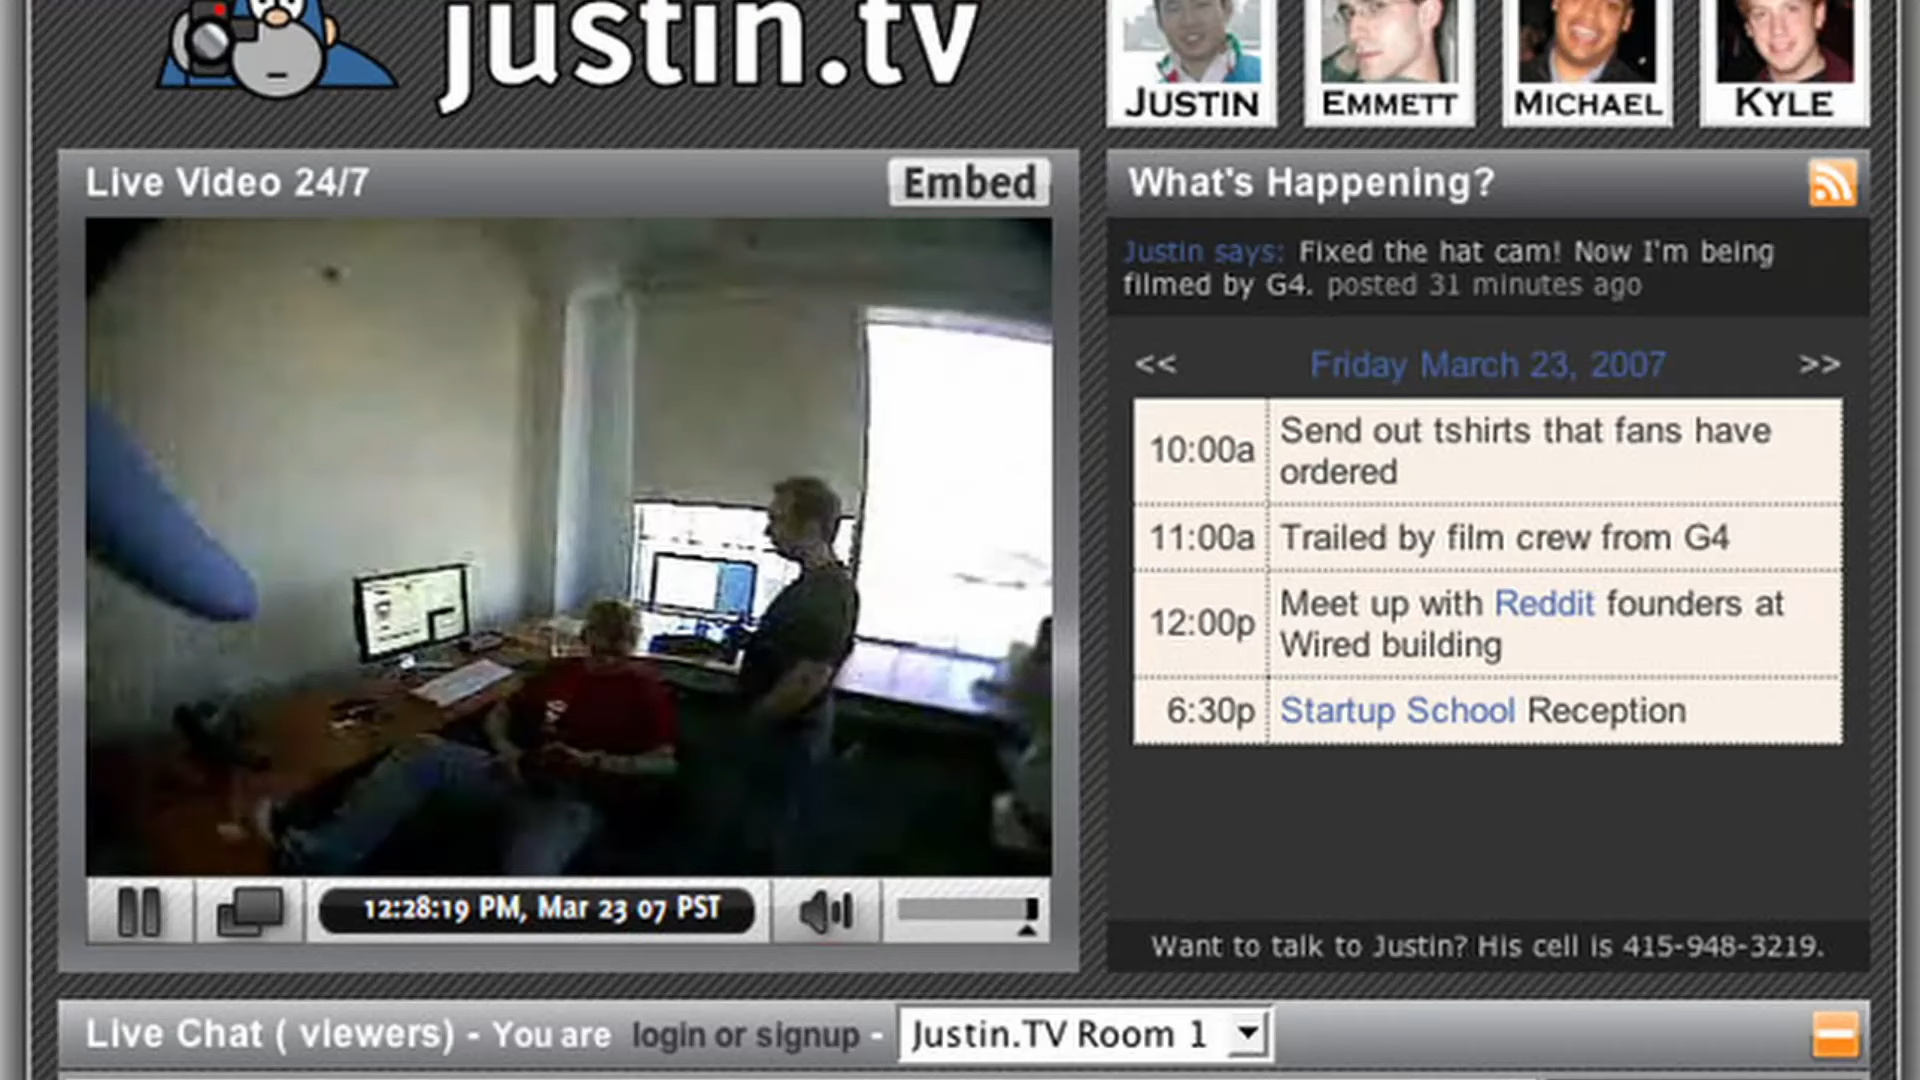 justin.tv
JUSTIN
EMMETT
MICHAEL
KYLE
Live Video 24/7
Embed
12:28:19 PM, Mar 23 07 PST
What's Happening?
Justin says: Fixed the hat cam! Now I'm being
filmed by G4. posted 31 minutes ago
<< Friday March 23, 2007 >>
10:00a Send out tshirts that fans have
ordered
11:00a Trailed by film crew from G4
12:00p Meet up with Reddit founders at
Wired building
6:30p Startup School Reception
Want to talk to Justin? His cell is 415-948-3219.
Live Chat ( viewers) - You are login or signup - Justin.TV Room 1